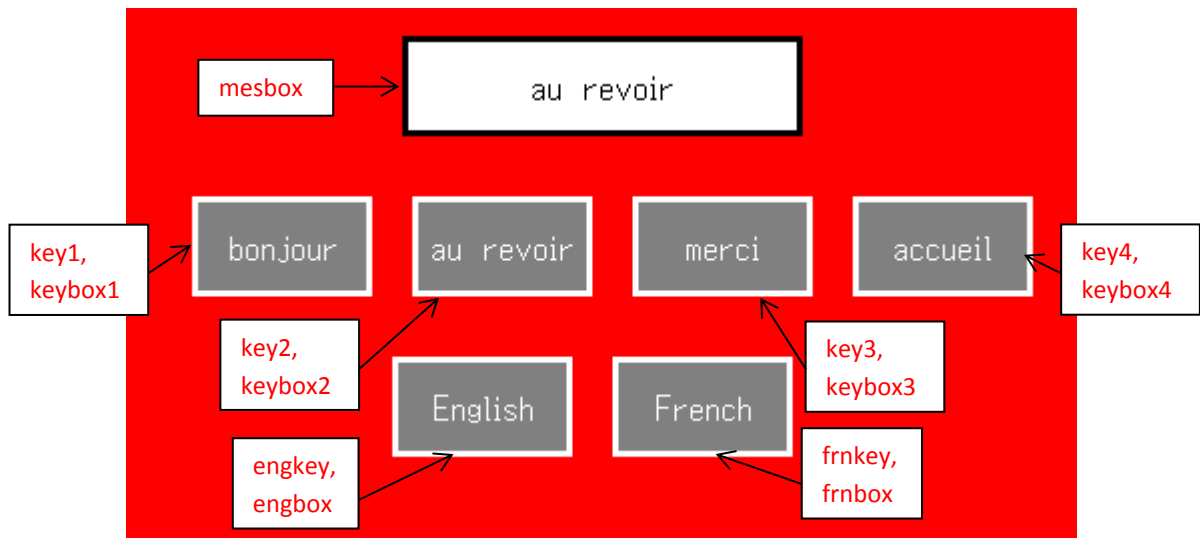 mesbox
au revoir
bonjour
au revoir
merci
accueil
key1,
keybox1
key4,
keybox4
key2,
keybox2
key3,
keybox3
English
French
engkey,
engbox
frnkey,
frnbox